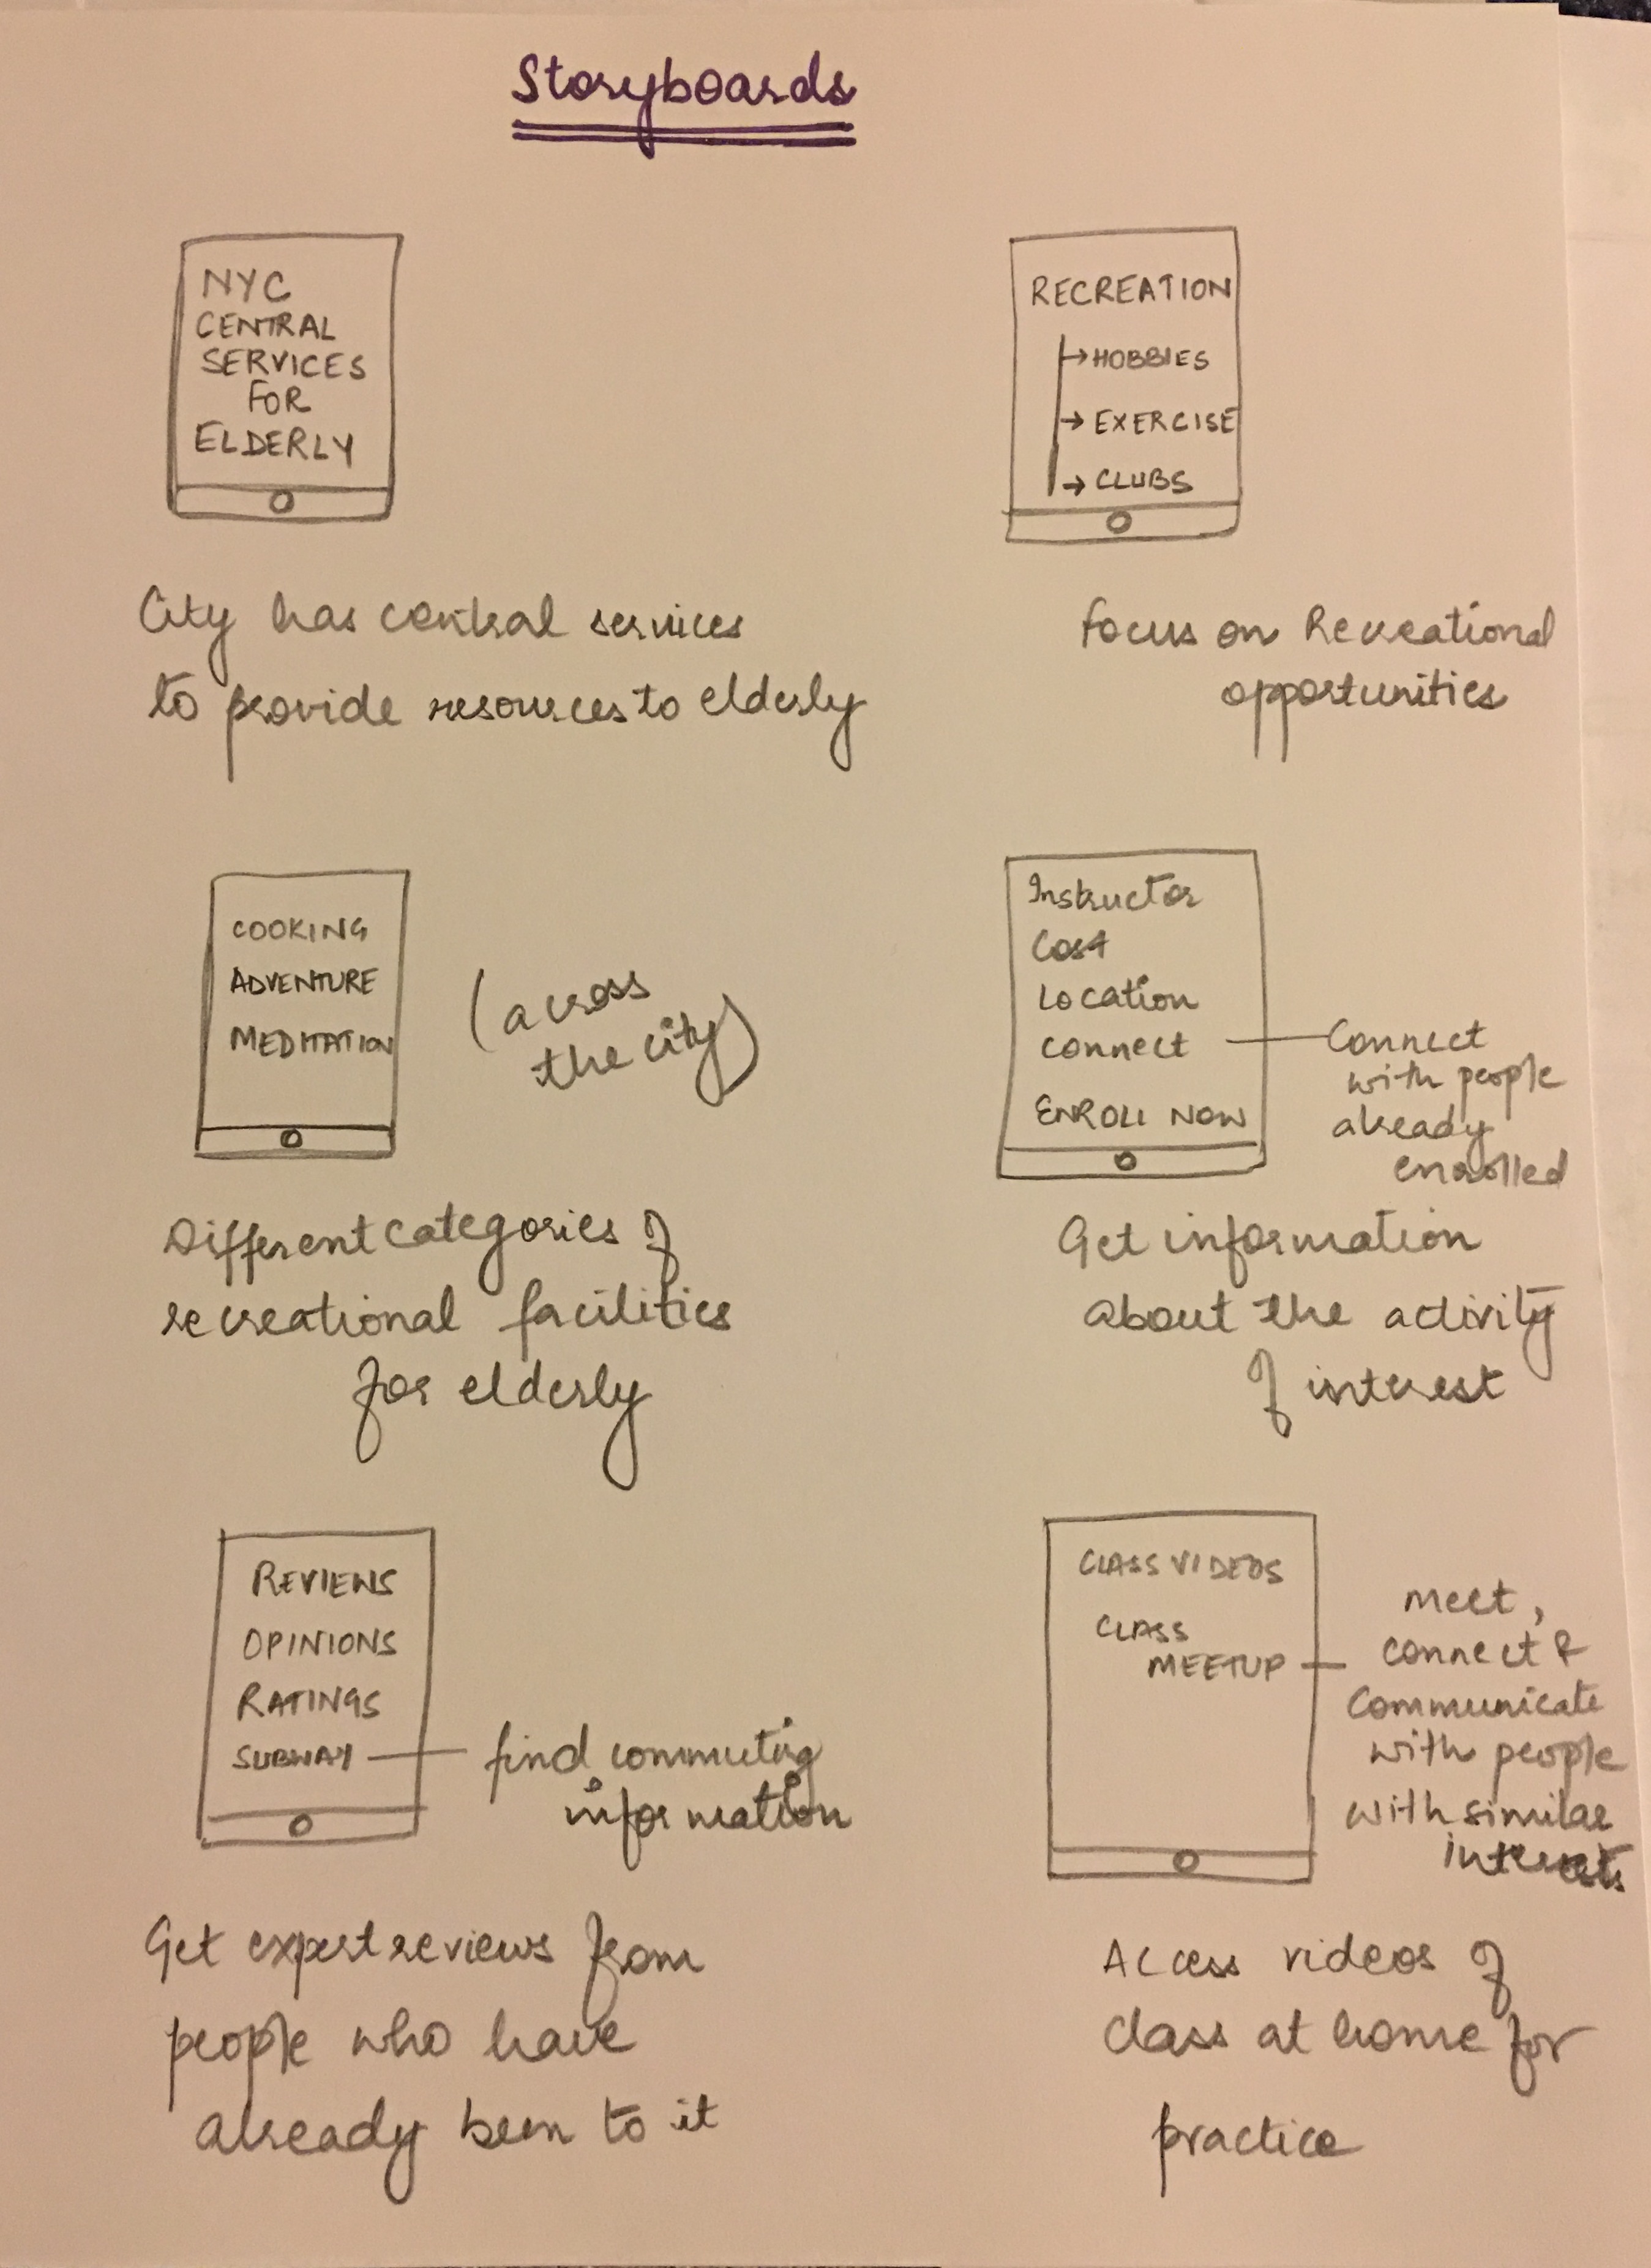 Storyboards
NYC
CENTRAL
SERVICES
FOR
ELDERLY
City has central services
to provide resources to elderly
RECREATION
→ HOBBIES
→ EXERCISE
→ CLUBS
Focus on Recreational
opportunities
COOKING
ADVENTURE
MEDITATION
(across
the city)
Different categories of
recreational facilities
for elderly
Instructor
Cost
Location
connect
ENROLL NOW
Connect
with people
already
enrolled
Get information
about the activity
of interest
REVIEWS
OPINIONS
RATINGS
SUBWAY
find commuting
information
Get expert reviews from
people who have
already been to it
CLASS VIDEOS
CLASS
MEETUP
Meet,
connect &
Communicate
with people
with similar
interests
Access videos of
class at home for
practice